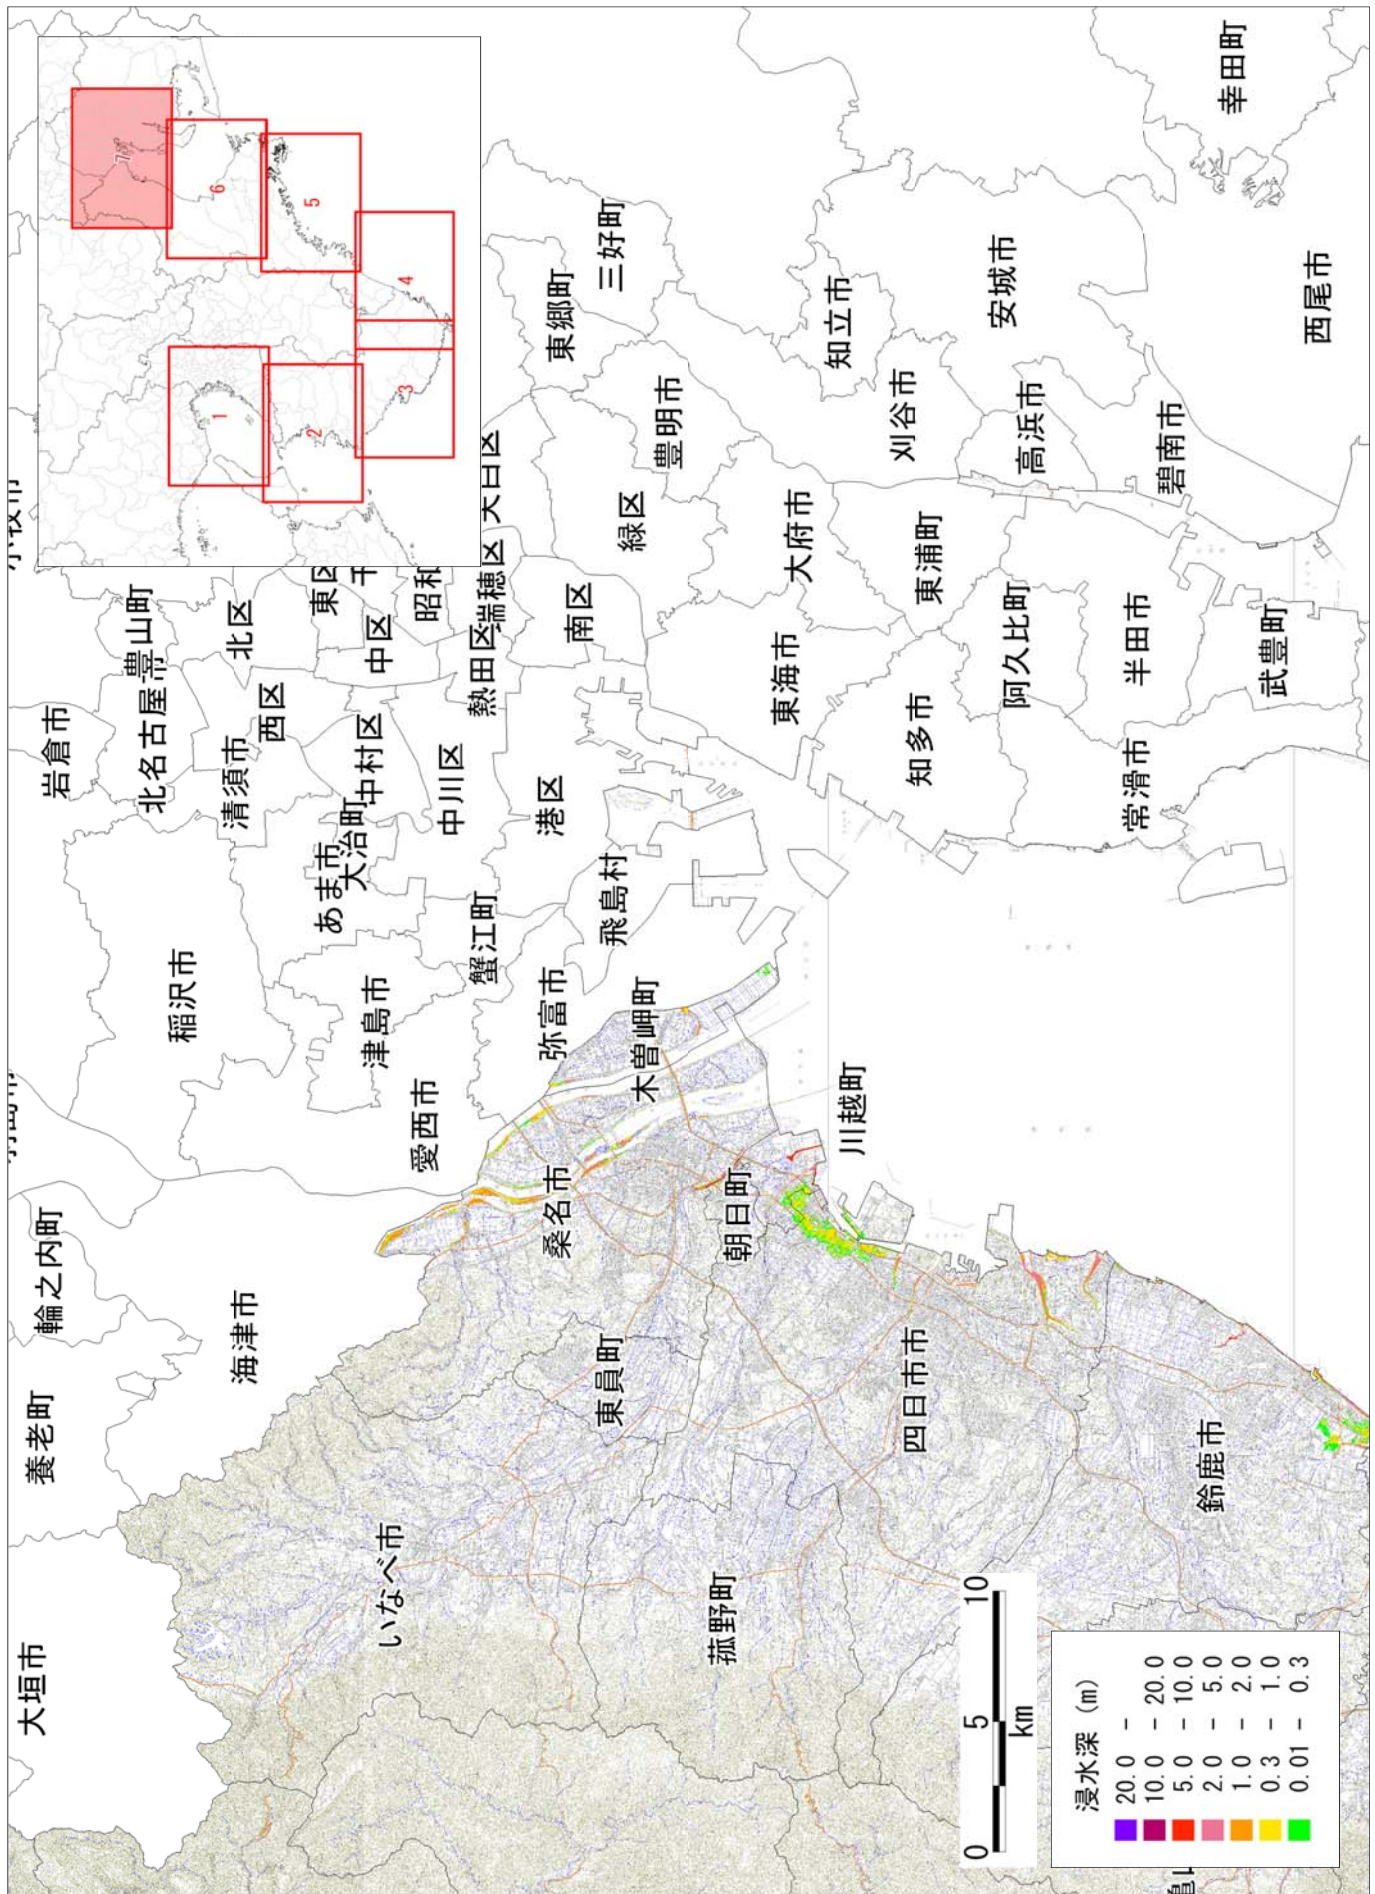 大垣市
養老町
輪之内町
海津市
稲沢市
岩倉市
豊山町
北名古屋市
清須市
北区
西区
東区
中区
昭和
中村区
大治町
あま市
津島市
愛西市
中川区
熱田区
瑞穂区
天白区
蟹江町
弥富市
港区
南区
緑区
飛島村
木曽岬町
桑名市
いなべ市
東員町
菰野町
朝日町
川越町
四日市市
鈴鹿市
東郷町
三好町
豊明市
大府市
東海市
知多市
東浦町
阿久比町
半田市
常滑市
武豊町
知立市
刈谷市
高浜市
安城市
碧南市
西尾市
幸田町
1
2
3
4
5
6
7
0 5 10
km
浸水深 (m)
20.0 -
10.0 - 20.0
5.0 - 10.0
2.0 - 5.0
1.0 - 2.0
0.3 - 1.0
0.01 - 0.3